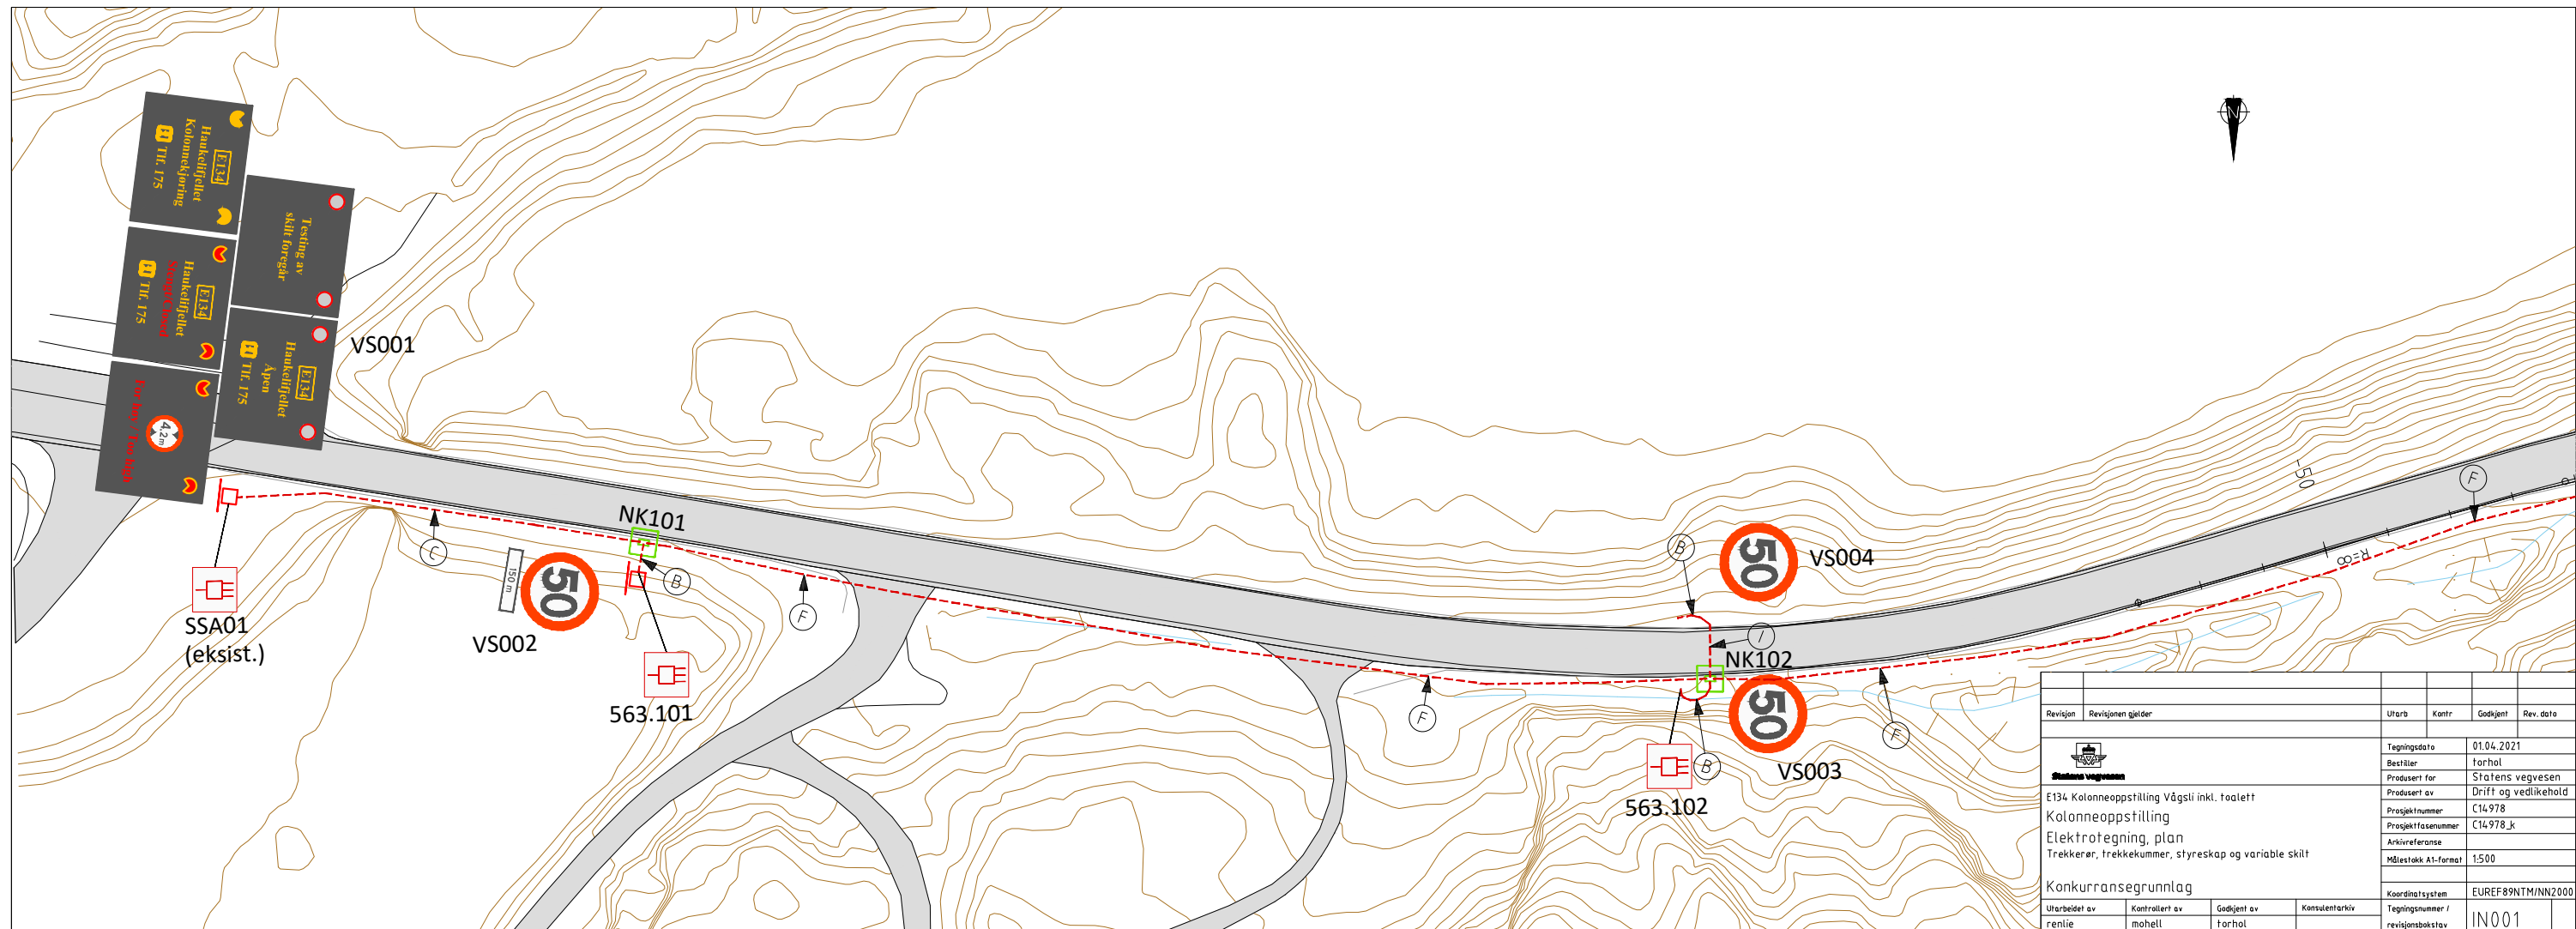 N
E134
Haukelifjellet
Kolonnekjøring
Tlf. 175
Testing av
skilt foregår
E134
Haukelifjellet
Tlf. 175
E134
Haukelifjellet
Åpen
Tlf. 175
For høy / Too high
4,2m
VS001
SSA01
(eksist.)
C
150 m
50
VS002
NK101
B
563.101
F
F
B
50
VS004
I
NK102
50
VS003
B
563.102
F
-50
R=∞
F
Revisjon
Revisjonen gjelder
Utarb
Kontr
Godkjent
Rev. dato
Statens vegvesen
Tegningsdato 01.04.2021
Bestiller torhol
Produsert for Statens vegvesen
Produsert av Drift og vedlikehold
Prosjektnummer C14978
Prosjektfasenummer C14978_k
Arkivreferanse
Målestokk A1-format 1:500
Koordinatsystem EUREF89NTM/NN2000
E134 Kolonneoppstilling Vågsli inkl. toalett
Kolonneoppstilling
Elektrotegning, plan
Trekkerør, trekkekummer, styreskap og variable skilt
Konkurransegrunnlag
Utarbeidet av
Kontrollert av
Godkjent av
Konsulentarkiv
renlie
mohell
torhol
Tegningsnummer /
revisjonsbokstav
IN001